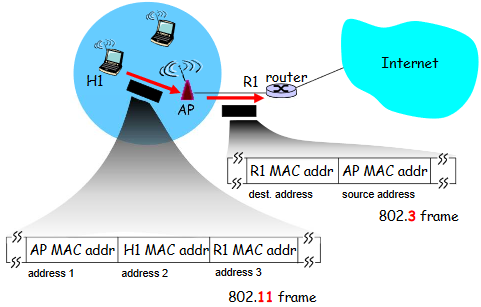 H1
AP
R1 router
Internet
R1 MAC addr AP MAC addr
dest. address source address
802.3 frame
AP MAC addr H1 MAC addr R1 MAC addr
address 1 address 2 address 3
802.11 frame